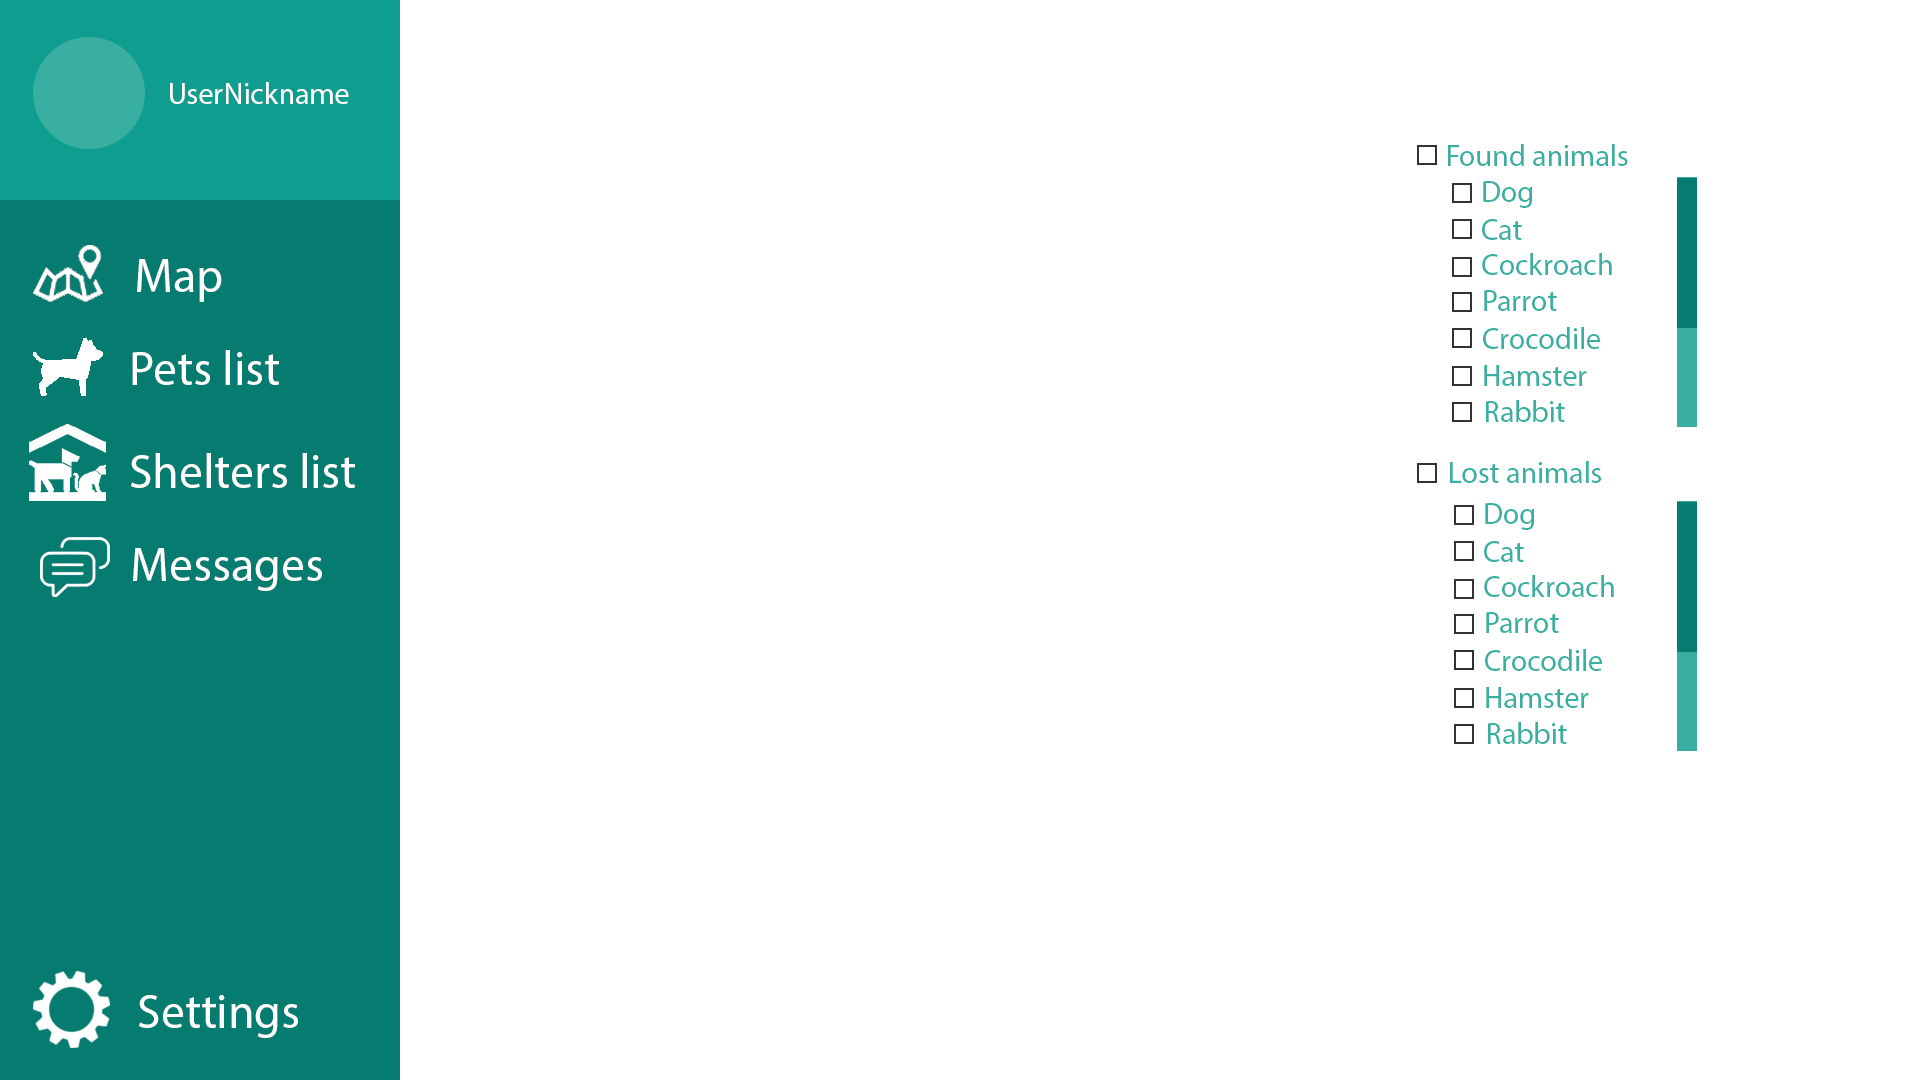 UserNickname
Map
Pets list
Shelters list
Messages
Settings
Found animals
Dog
Cat
Cockroach
Parrot
Crocodile
Hamster
Rabbit
Lost animals
Dog
Cat
Cockroach
Parrot
Crocodile
Hamster
Rabbit